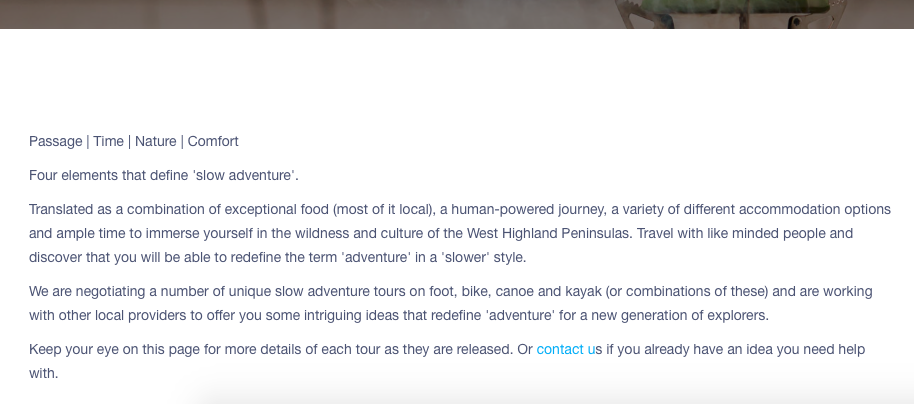 Passage | Time | Nature | Comfort
Four elements that define 'slow adventure'.
Translated as a combination of exceptional food (most of it local), a human-powered journey, a variety of different accommodation options
and ample time to immerse yourself in the wildness and culture of the West Highland Peninsulas. Travel with like minded people and
discover that you will be able to redefine the term 'adventure' in a 'slower' style.
We are negotiating a number of unique slow adventure tours on foot, bike, canoe and kayak (or combinations of these) and are working
with other local providers to offer you some intriguing ideas that redefine 'adventure' for a new generation of explorers.
Keep your eye on this page for more details of each tour as they are released. Or contact us if you already have an idea you need help
with.